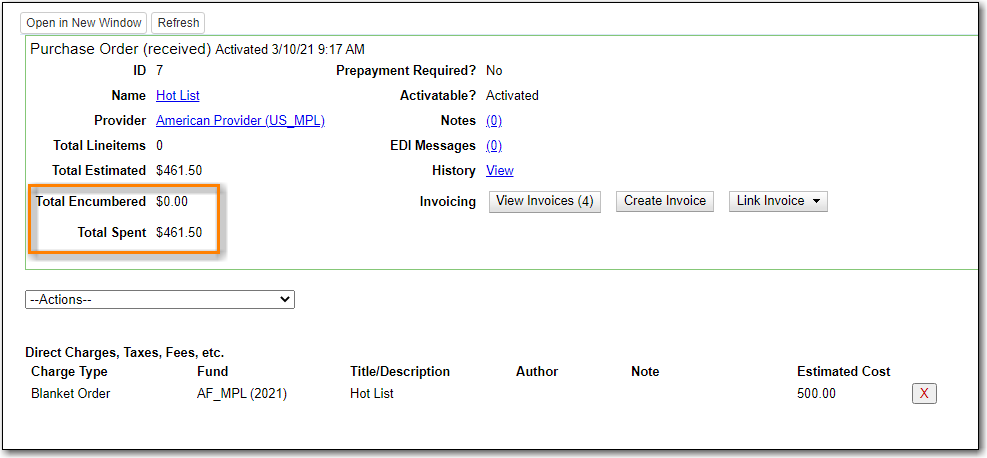 Open in New Window Refresh
Purchase Order (received) Activated 3/10/21 9:17 AM
ID 7 Prepayment Required? No
Name Hot List Activatable? Activated
Provider American Provider (US_MPL) Notes (0)
Total Lineitems 0 EDI Messages (0)
Total Estimated $461.50 History View
Total Encumbered $0.00 Invoicing View Invoices (4) Create Invoice Link Invoice
Total Spent $461.50
--Actions--
Direct Charges, Taxes, Fees, etc.
Charge Type Fund Title/Description Author Note Estimated Cost
Blanket Order AF_MPL (2021) Hot List 500.00 X